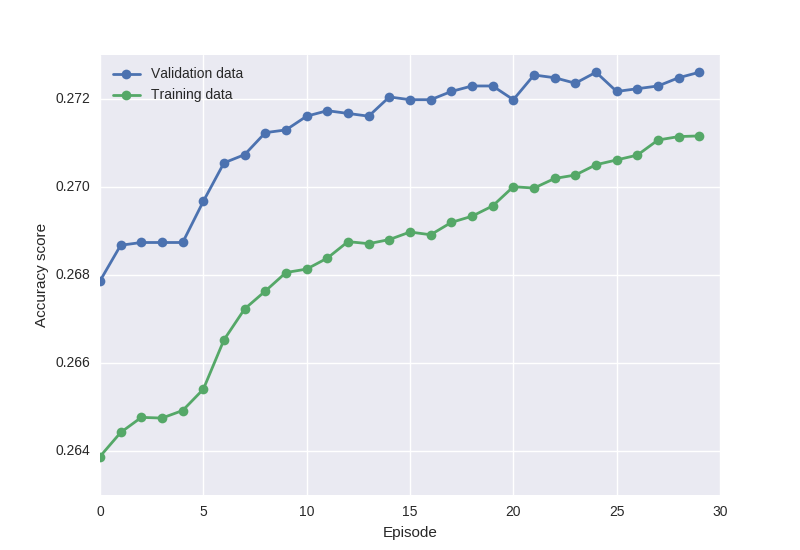 Validation data
Training data
0.272
0.270
0.268
0.266
0.264
Accuracy score
0 5 10 15 20 25 30
Episode